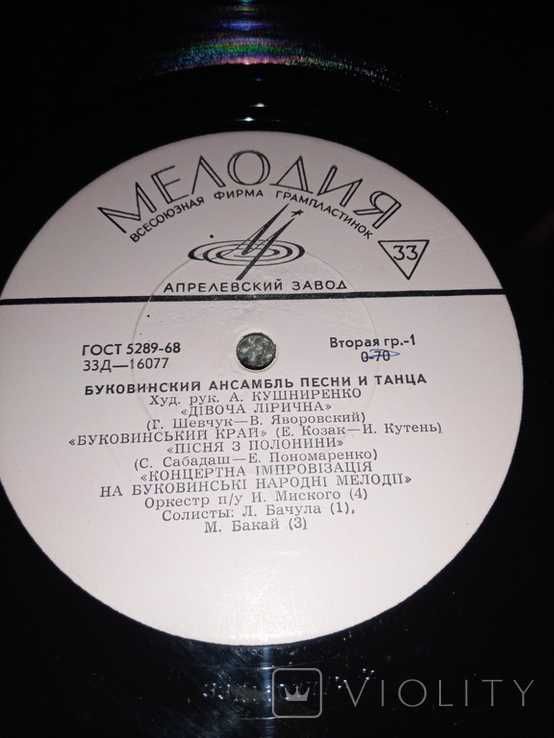 МЕЛОДИЯ
ВСЕСОЮЗНАЯ ФИРМА ГРАМПЛАСТИНОК
33
АПРЕЛЕВСКИЙ ЗАВОД
ГОСТ 5289-68
Вторая гр.-1
33Д—16077
0-70
БУКОВИНСКИЙ АНСАМБЛЬ ПЕСНИ И ТАНЦА
Худ. рук. А. КУШНИРЕНКО
«ДІВОЧА ЛІРИЧНА»
(Г. Шевчук—В. Яворовский)
«БУКОВИНСЬКИЙ КРАЙ» (Е. Козак—И. Кутень)
«ПІСНЯ З ПОЛОНИНИ»
(С. Сабадаш—Е. Пономаренко)
«КОНЦЕРТНА ІМПРОВІЗАЦІЯ
НА БУКОВИНСЬКІ НАРОДНІ МЕЛОДІЇ»
Оркестр п/у И. Миского (4)
Солисты: Л. Бачула (1),
М. Бакай (3)
VIOLITY